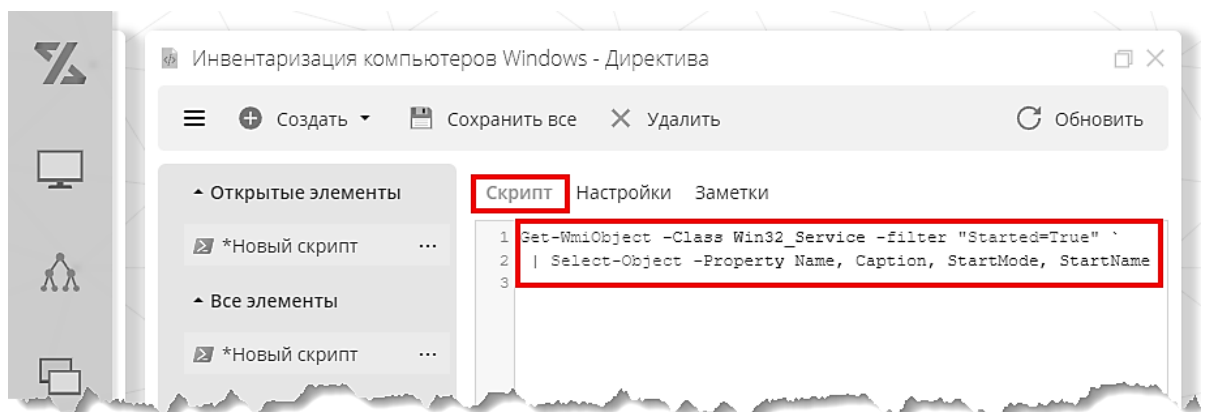 Инвентаризация компьютеров Windows - Директива
Создать
Сохранить все
Удалить
Обновить
Открытые элементы
*Новый скрипт
Все элементы
*Новый скрипт
Скрипт Настройки Заметки
1 Get-WmiObject -Class Win32_Service -filter "Started=True" `
2 | Select-Object -Property Name, Caption, StartMode, StartName
3